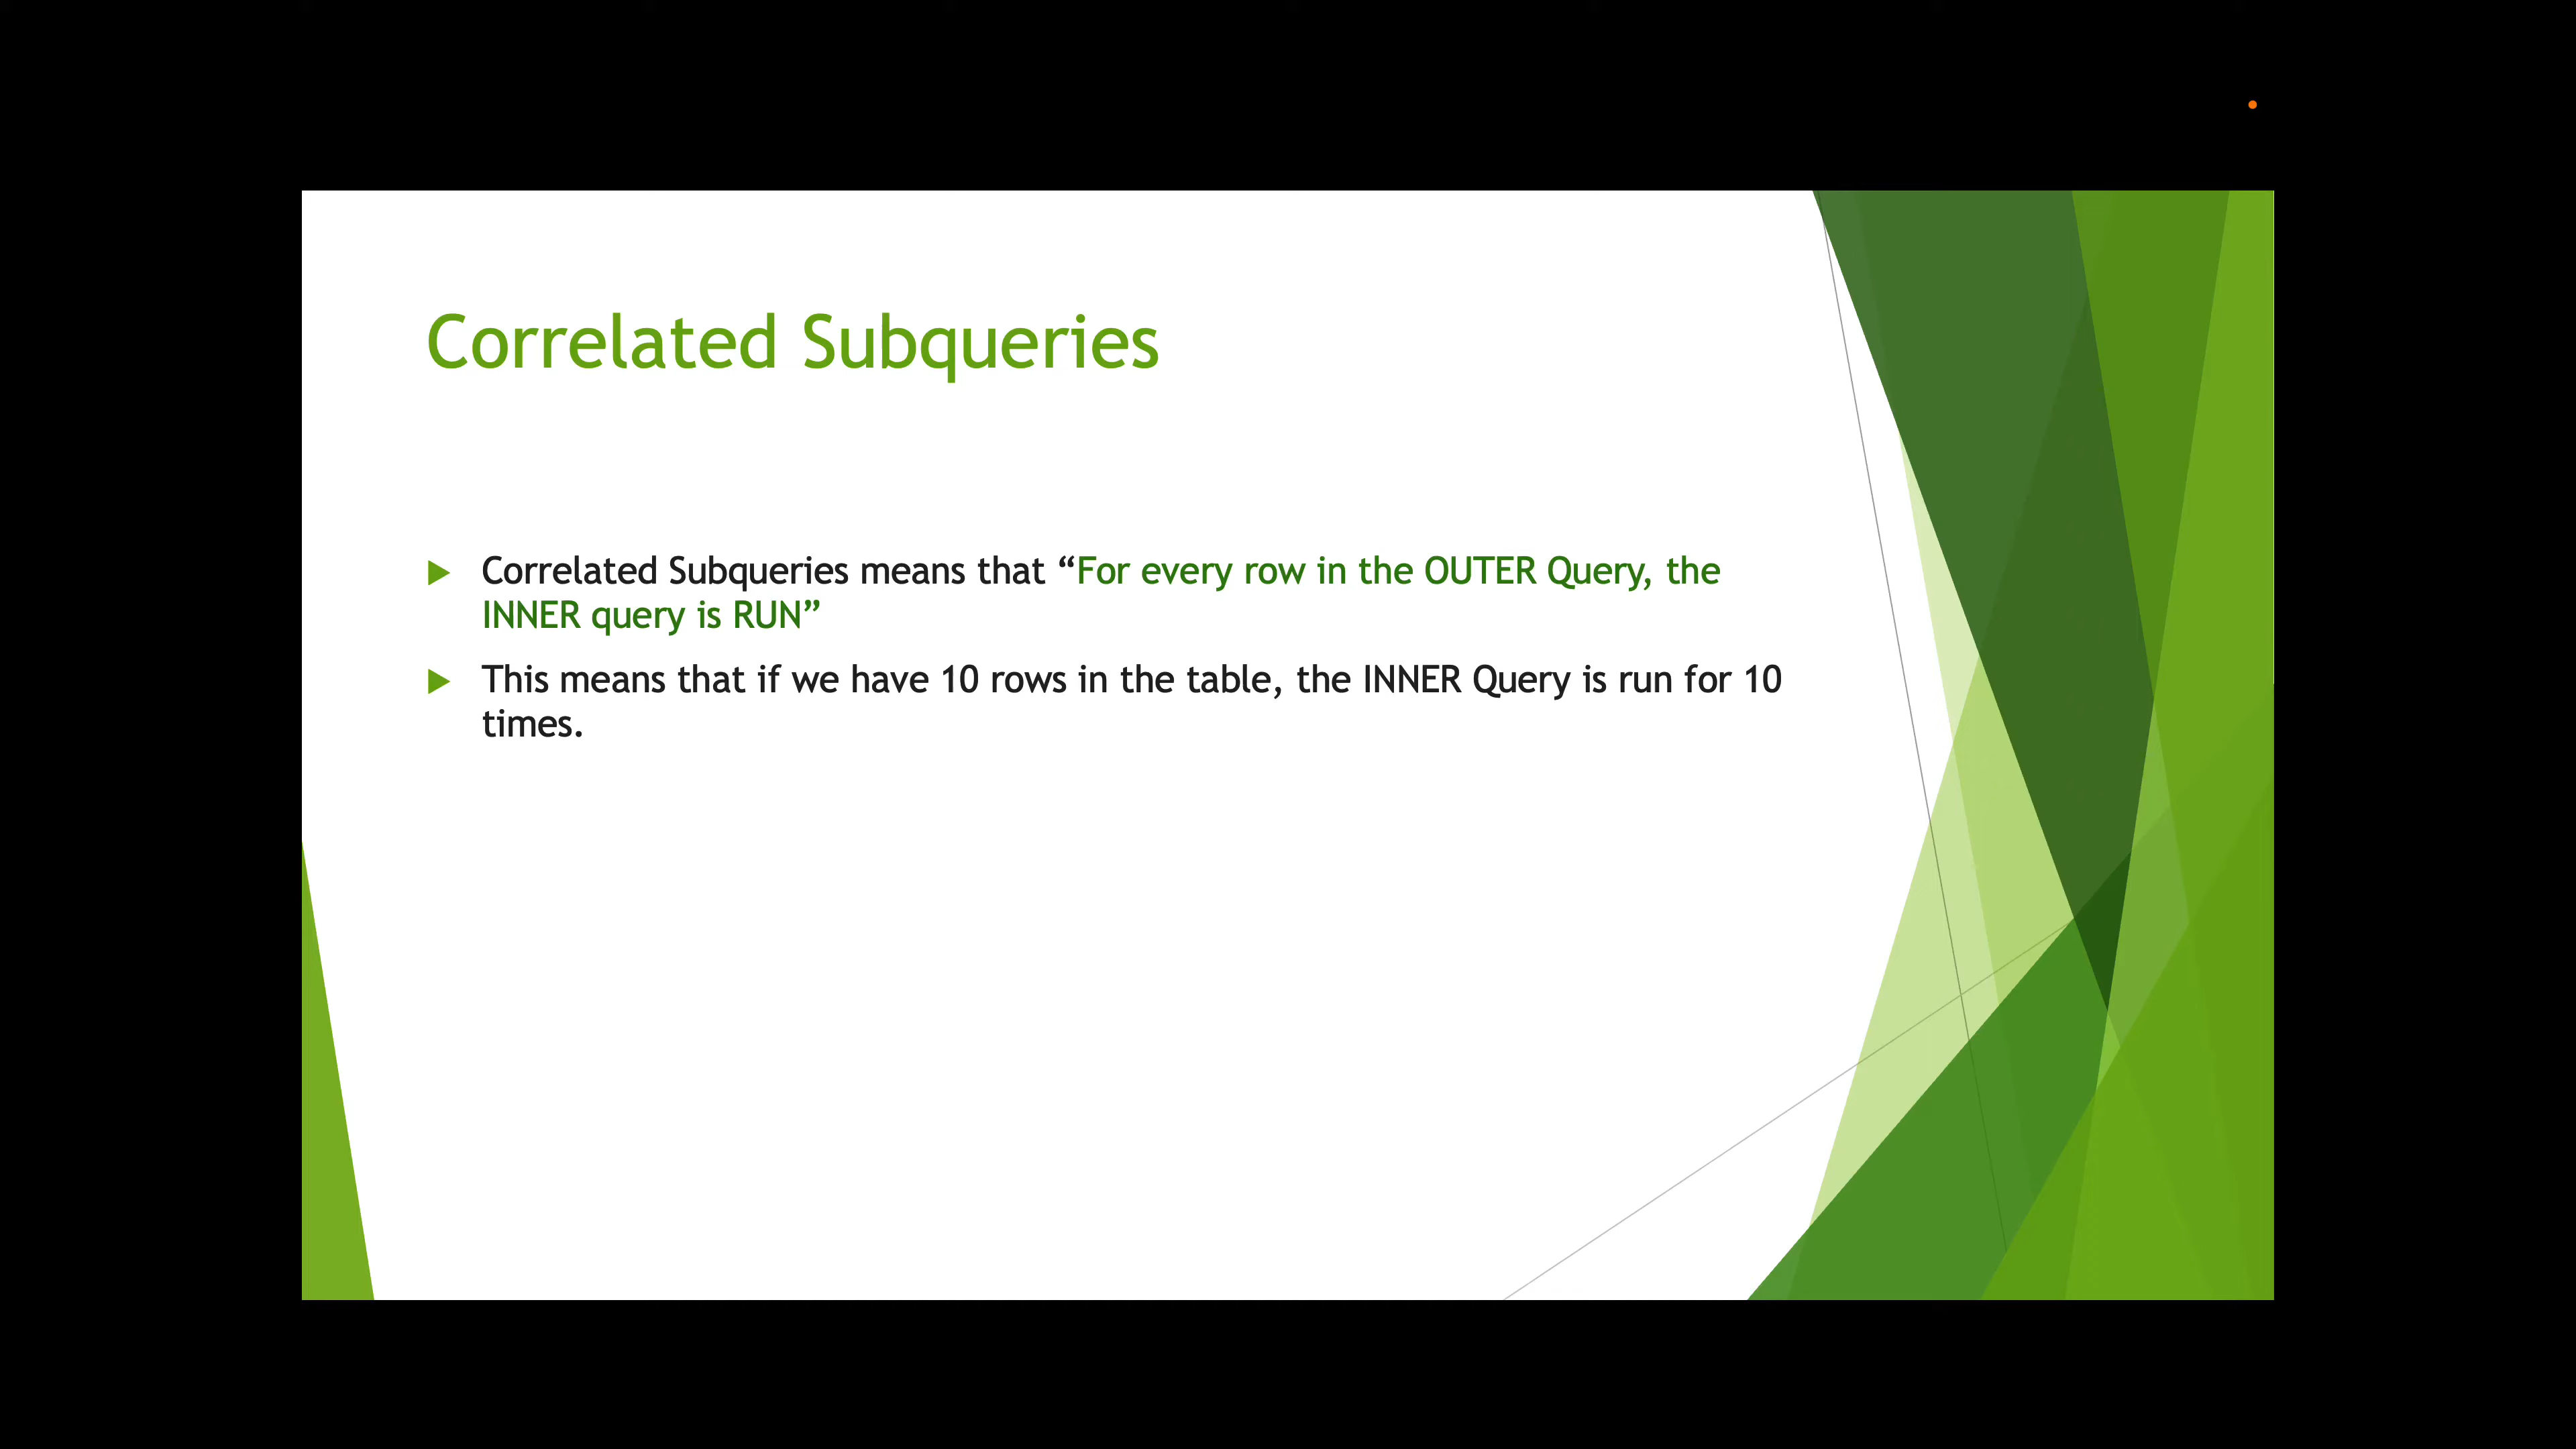 Correlated Subqueries
Correlated Subqueries means that “For every row in the OUTER Query, the
INNER query is RUN”
This means that if we have 10 rows in the table, the INNER Query is run for 10
times.